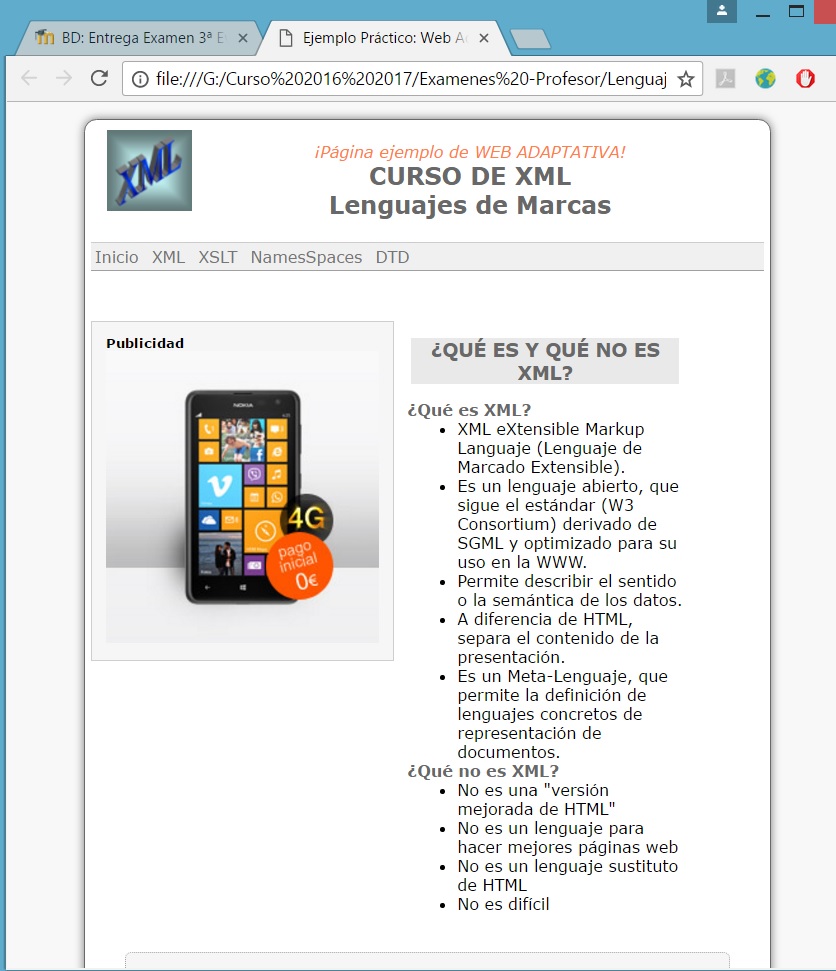 BD: Entrega Examen 3ª E
Ejemplo Práctico: Web A
file:///G:/Curso%202016%202017/Examenes%20-Profesor/Lenguaj
XML
¡Página ejemplo de WEB ADAPTATIVA!
CURSO DE XML
Lenguajes de Marcas
Inicio XML XSLT NamesSpaces DTD
Publicidad
NOKIA
4G
pago
inicial
0€
¿QUÉ ES Y QUÉ NO ES
XML?
¿Qué es XML?
• XML eXtensible Markup
Languaje (Lenguaje de
Marcado Extensible).
• Es un lenguaje abierto, que
sigue el estándar (W3
Consortium) derivado de
SGML y optimizado para su
uso en la WWW.
• Permite describir el sentido
o la semántica de los datos.
• A diferencia de HTML,
separa el contenido de la
presentación.
• Es un Meta-Lenguaje, que
permite la definición de
lenguajes concretos de
representación de
documentos.
¿Qué no es XML?
• No es una "versión
mejorada de HTML"
• No es un lenguaje para
hacer mejores páginas web
• No es un lenguaje sustituto
de HTML
• No es difícil